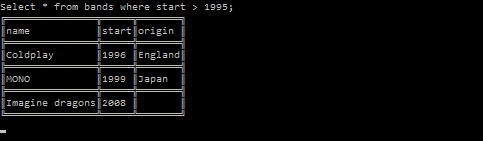 Select * from bands where start > 1995;
name start origin
Coldplay 1996 England
MONO 1999 Japan
Imagine dragons 2008